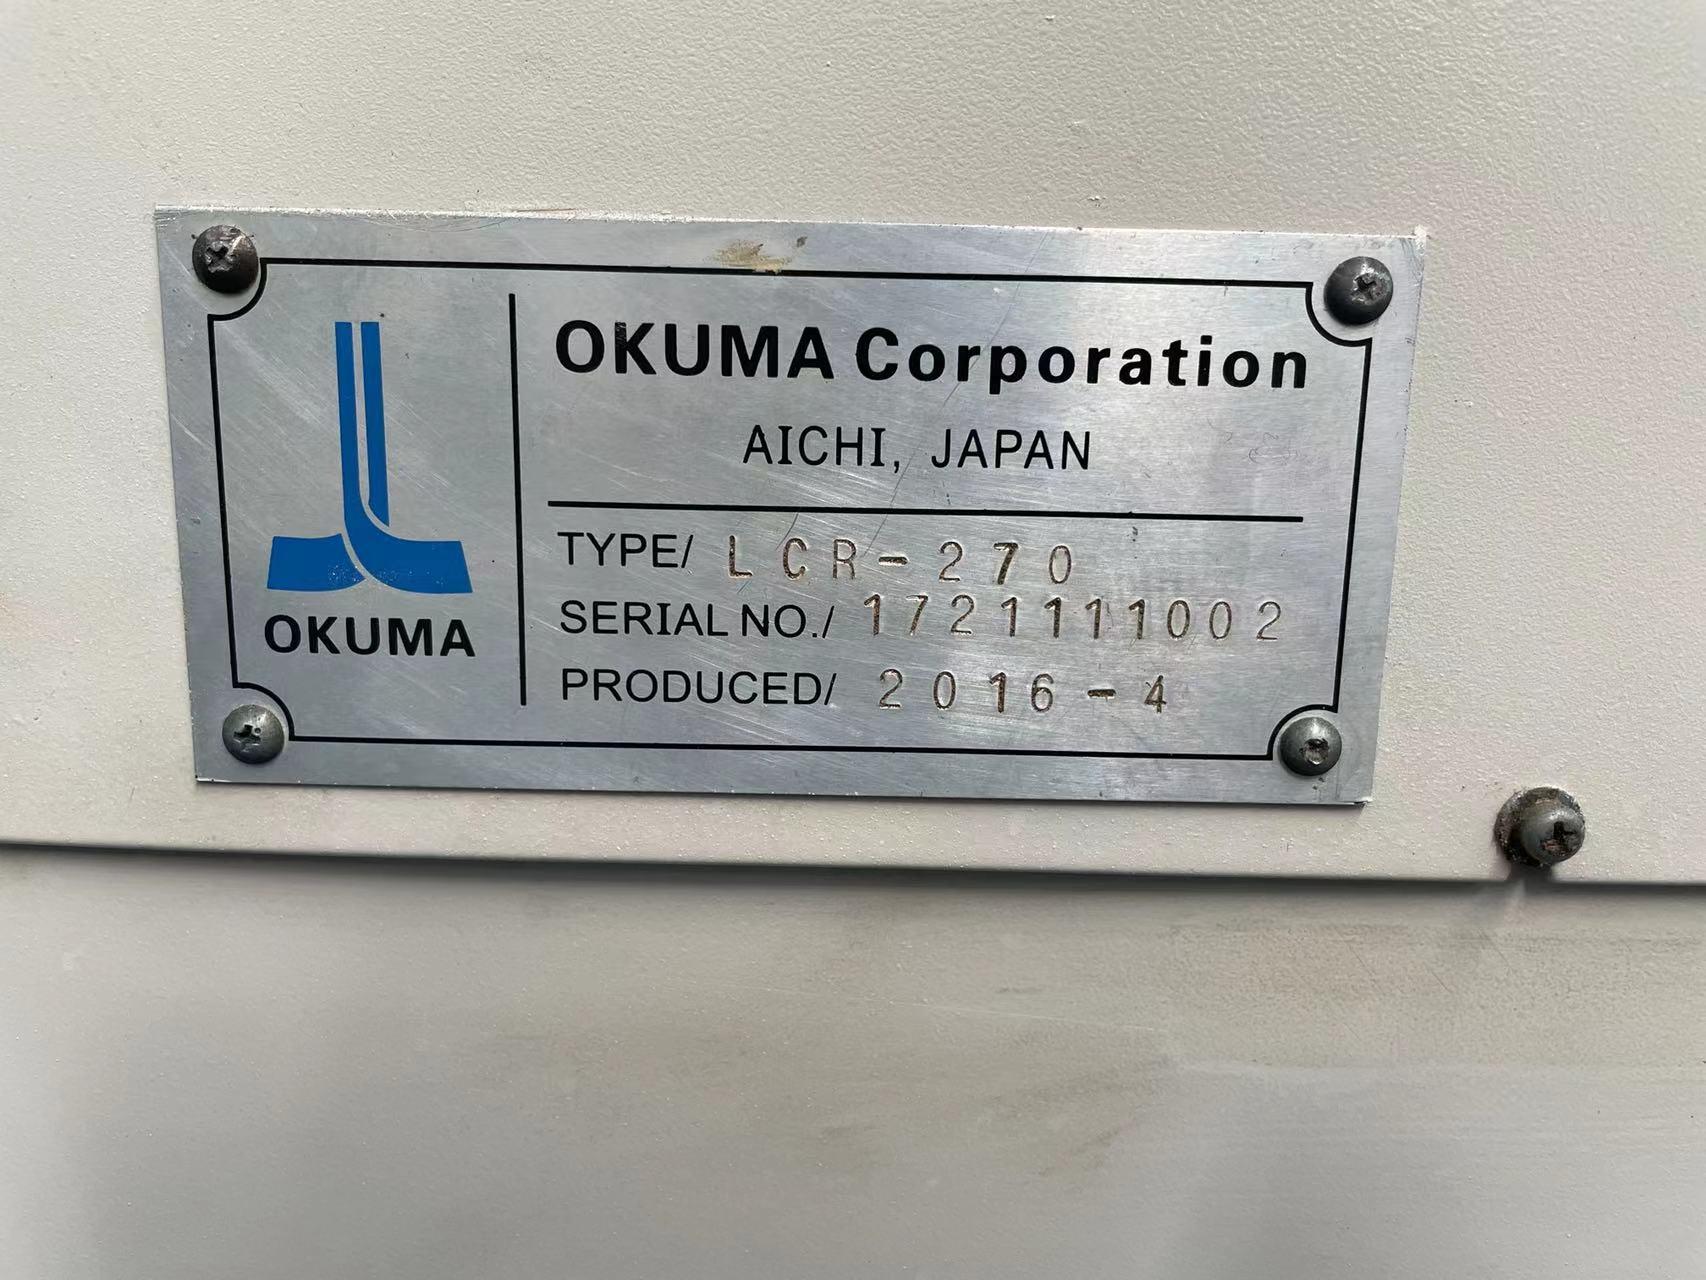 OKUMA
OKUMA Corporation
AICHI, JAPAN
TYPE/ LCR-270
SERIAL NO./ 1721111002
PRODUCED/ 2016-4